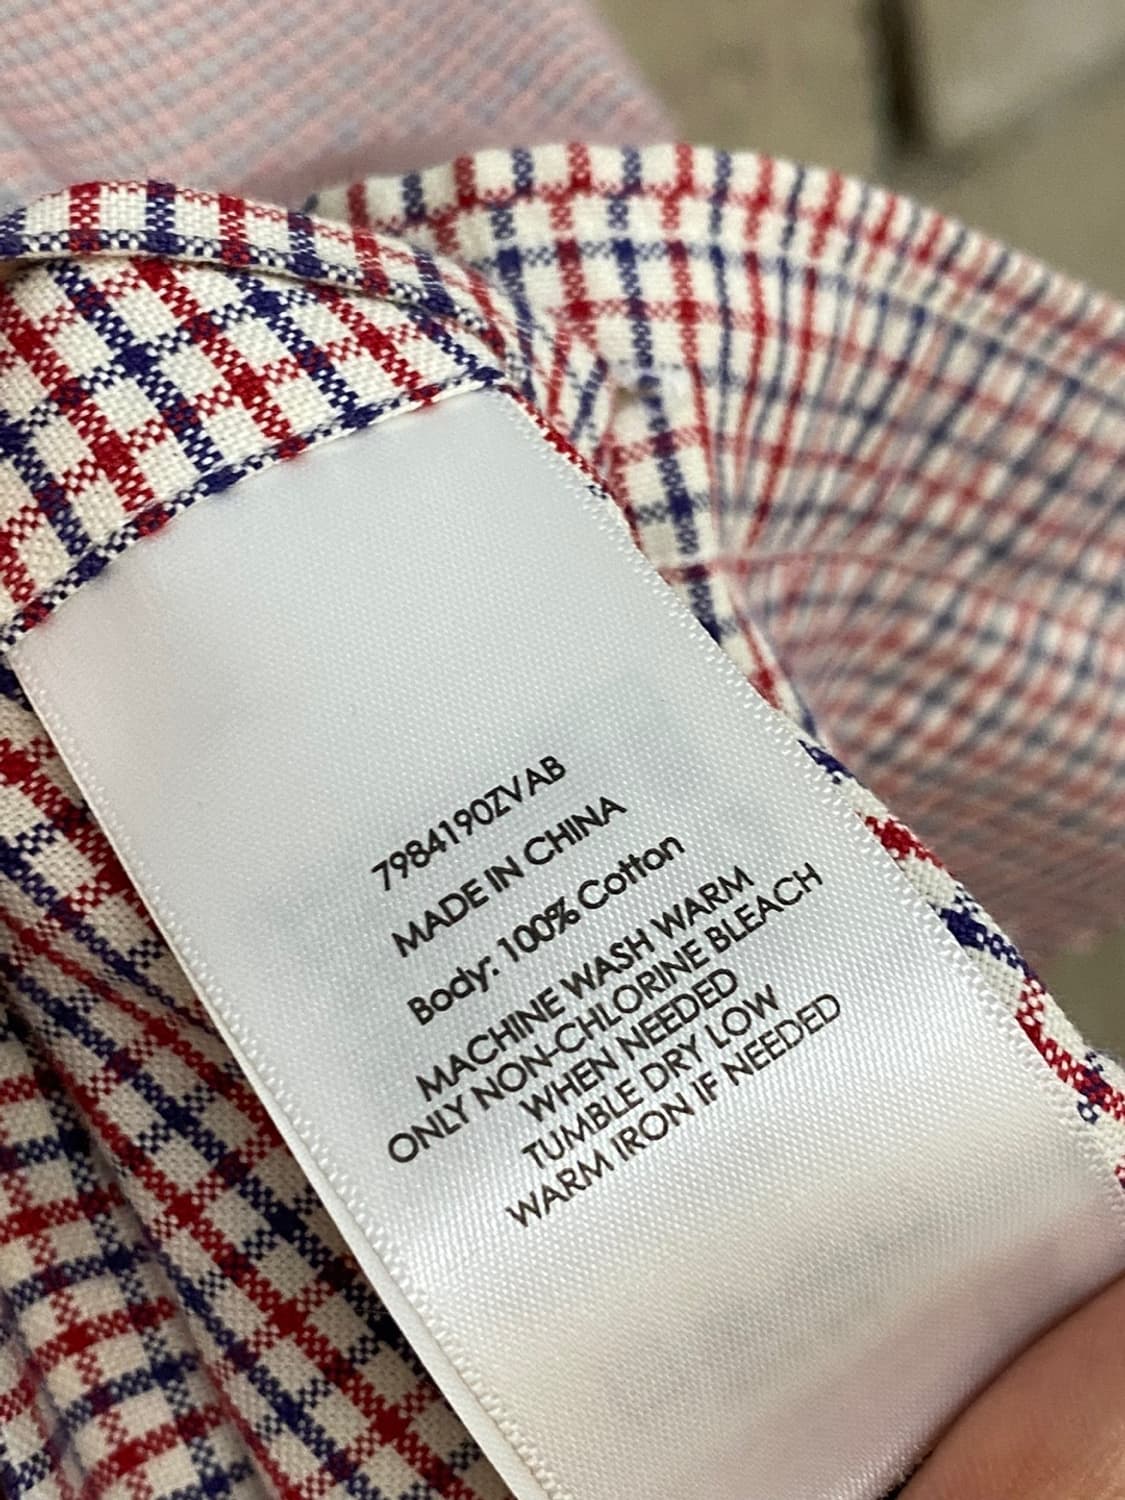 7984190ZVAB
MADE IN CHINA
Body: 100% Cotton
MACHINE WASH WARM
ONLY NON-CHLORINE BLEACH
WHEN NEEDED
TUMBLE DRY LOW
WARM IRON IF NEEDED